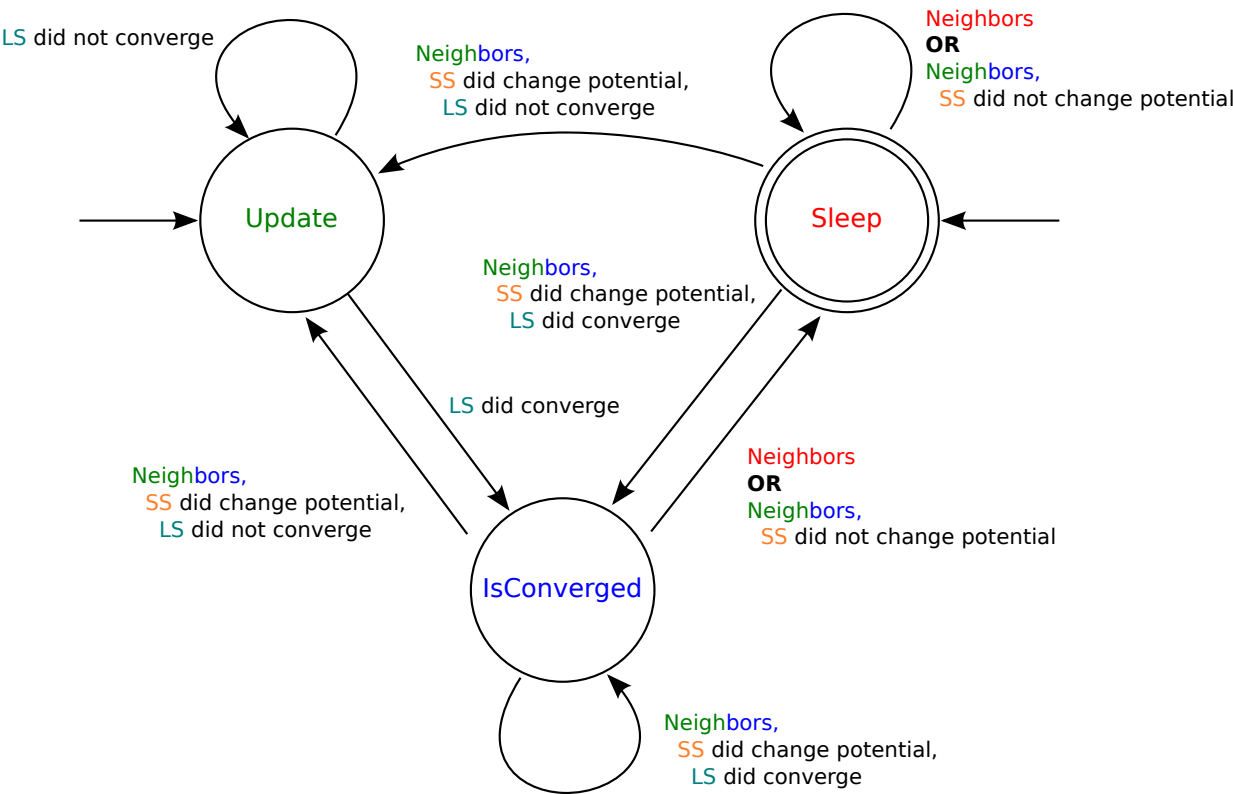 LS did not converge
Neighbors,
SS did change potential,
LS did not converge
Neighbors
OR
Neighbors,
SS did not change potential
Update
Sleep
Neighbors,
SS did change potential,
LS did converge
LS did converge
Neighbors,
SS did change potential,
LS did not converge
Neighbors
OR
Neighbors,
SS did not change potential
IsConverged
Neighbors,
SS did change potential,
LS did converge